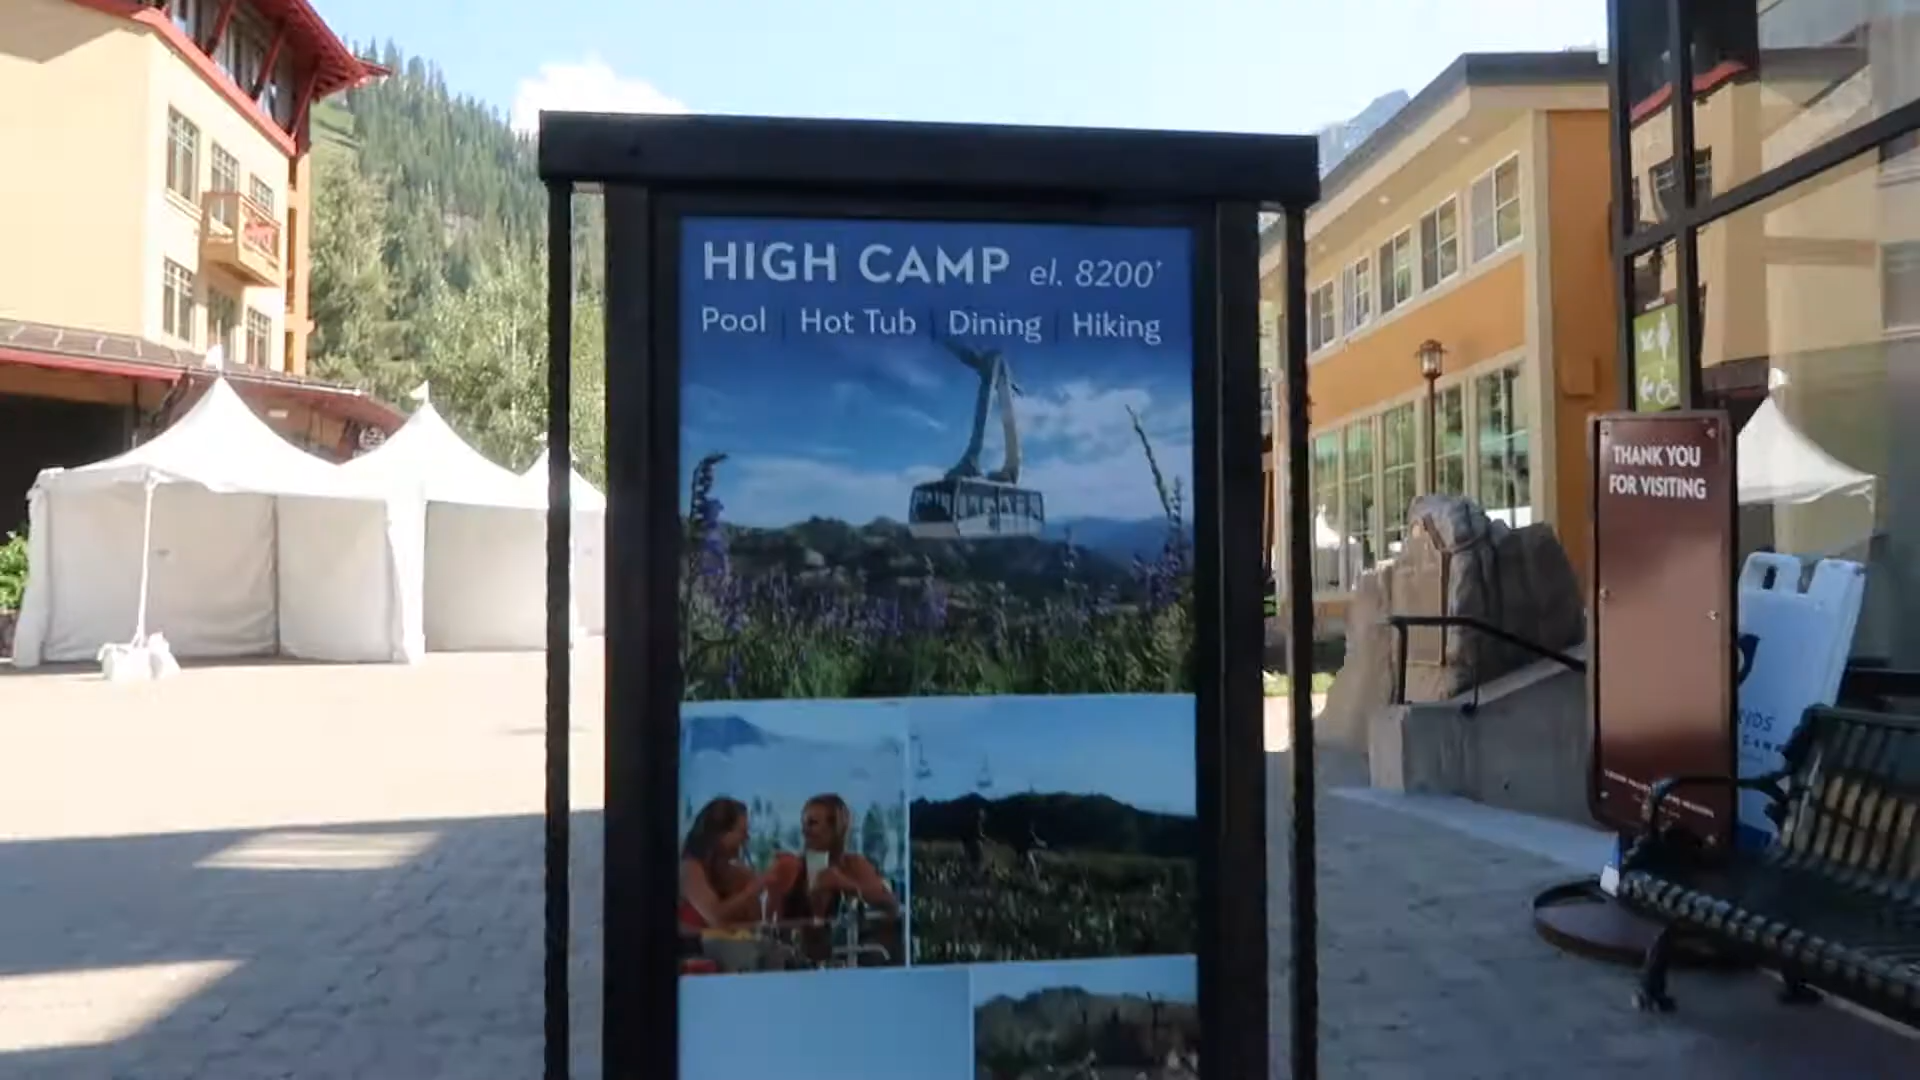 HIGH CAMP el. 8200'
Pool | Hot Tub | Dining | Hiking
THANK YOU
FOR VISITING